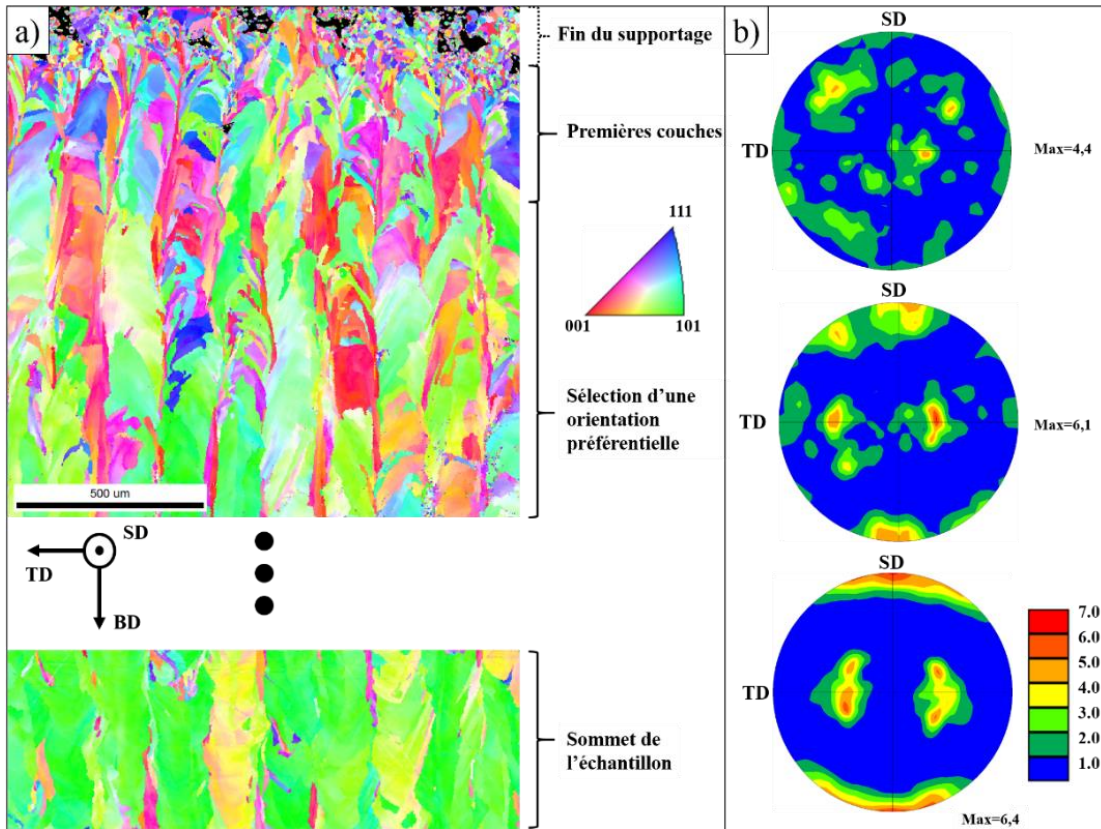 a)
Fin du supportage
Premières couches
111
001
101
Sélection d'une
orientation
préférentielle
500 um
SD
TD
BD
Sommet de
l'échantillon
b)
SD
TD
Max=4,4
SD
TD
Max=6,1
SD
TD
7.0
6.0
5.0
4.0
3.0
2.0
1.0
Max=6,4